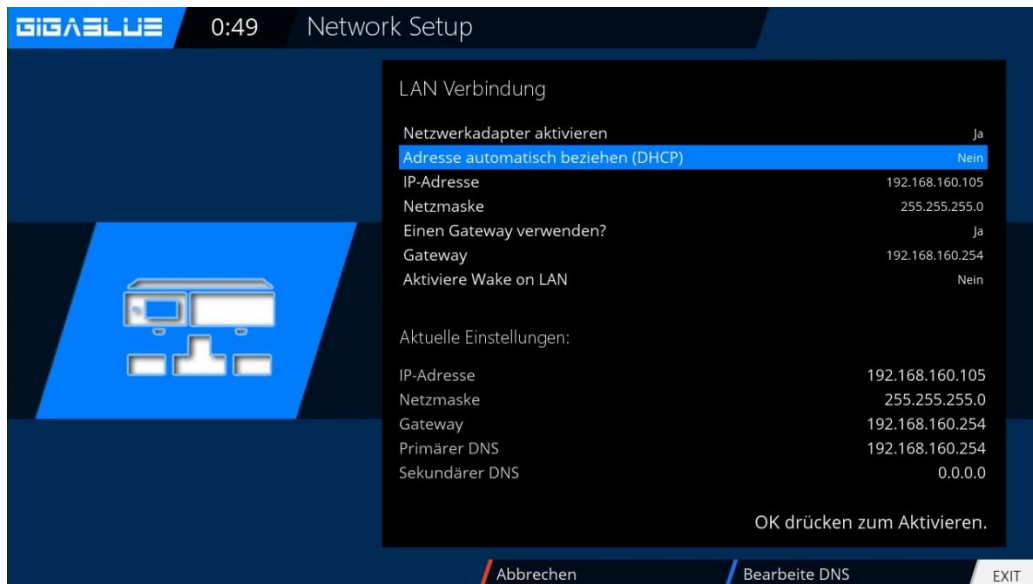 GIGABLUE 0:49 Network Setup
LAN Verbindung
Netzwerkadapter aktivieren Ja
Adresse automatisch beziehen (DHCP) Nein
IP-Adresse 192.168.160.105
Netzmaske 255.255.255.0
Einen Gateway verwenden? Ja
Gateway 192.168.160.254
Aktiviere Wake on LAN Nein
Aktuelle Einstellungen:
IP-Adresse 192.168.160.105
Netzmaske 255.255.255.0
Gateway 192.168.160.254
Primärer DNS 192.168.160.254
Sekundärer DNS 0.0.0.0
OK drücken zum Aktivieren.
Abbrechen Bearbeite DNS EXIT